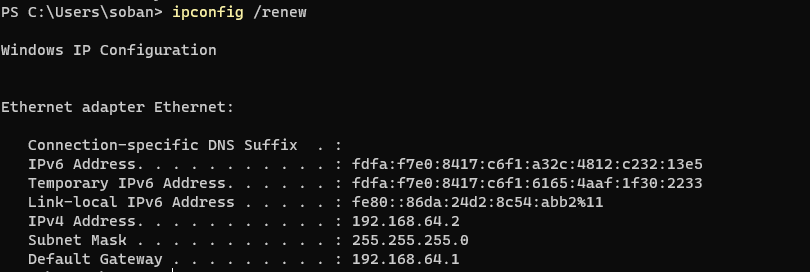 PS C:\Users\soban> ipconfig /renew
Windows IP Configuration
Ethernet adapter Ethernet:
Connection-specific DNS Suffix  . :
IPv6 Address. . . . . . . . . . . : fdfa:f7e0:8417:c6f1:a32c:4812:c232:13e5
Temporary IPv6 Address. . . . . . : fdfa:f7e0:8417:c6f1:6165:4aaf:1f30:2233
Link-local IPv6 Address . . . . . : fe80::86da:24d2:8c54:abb2%11
IPv4 Address. . . . . . . . . . . : 192.168.64.2
Subnet Mask . . . . . . . . . . . : 255.255.255.0
Default Gateway . . . . . . . . . : 192.168.64.1